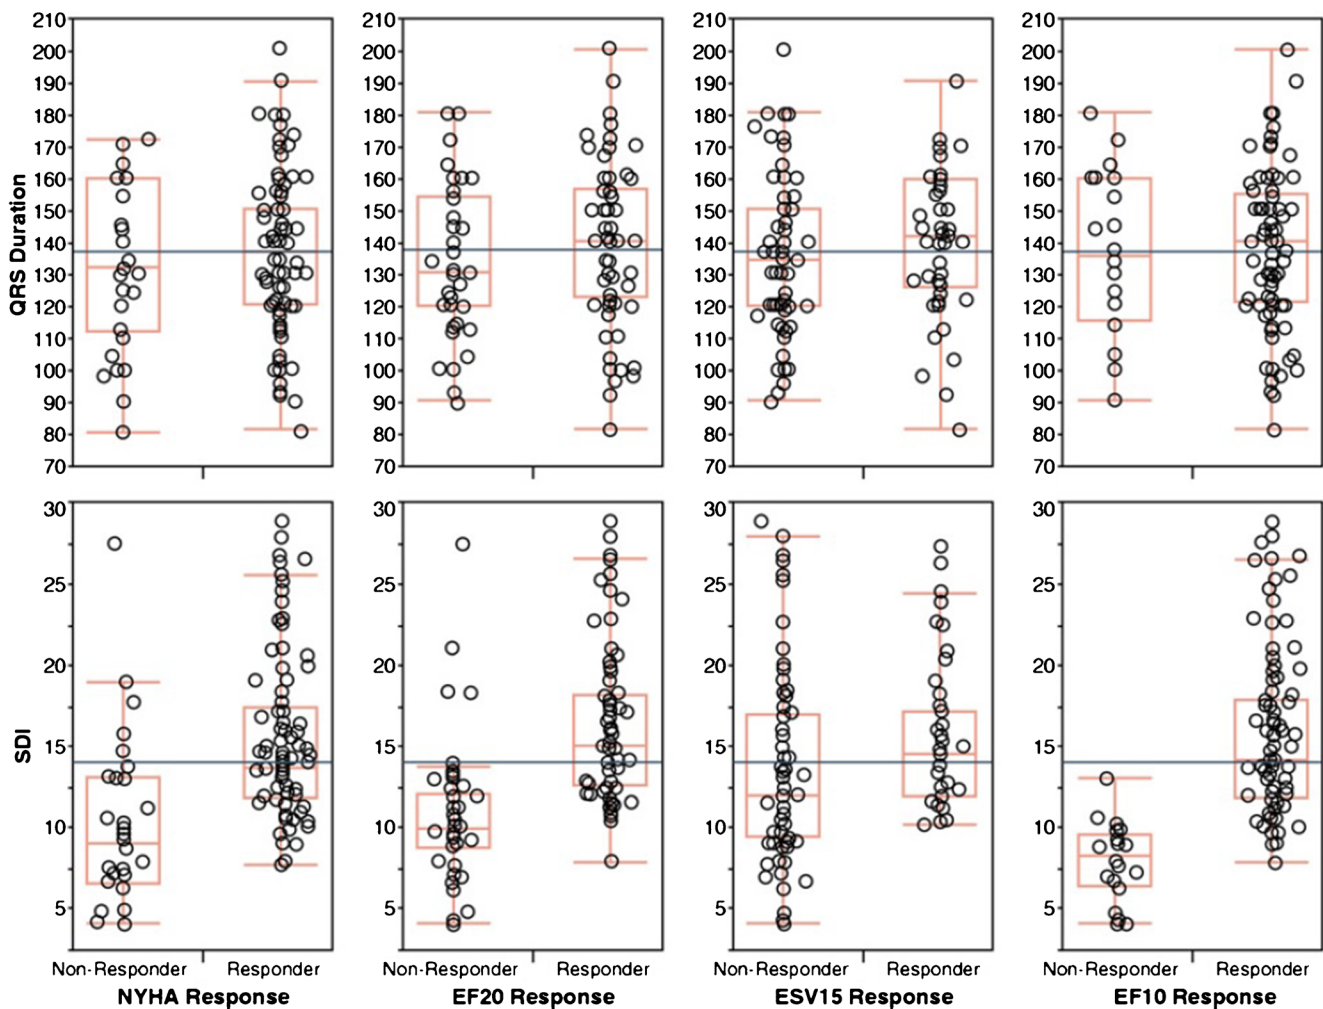 210 210 210 210
200 200 200 200
190 190 190 190
180 180 180 180
170 170 170 170
160 160 160 160
150 150 150 150
140 140 140 140
130 130 130 130
120 120 120 120
110 110 110 110
100 100 100 100
90 90 90 90
80 80 80 80
70 70 70 70
QRS Duration
30 30 30 30
25 25 25 25
20 20 20 20
15 15 15 15
10 10 10 10
5 5 5 5
SDI
Non-Responder Responder Non-Responder Responder Non-Responder Responder Non-Responder Responder
NYHA Response EF20 Response ESV15 Response EF10 Response